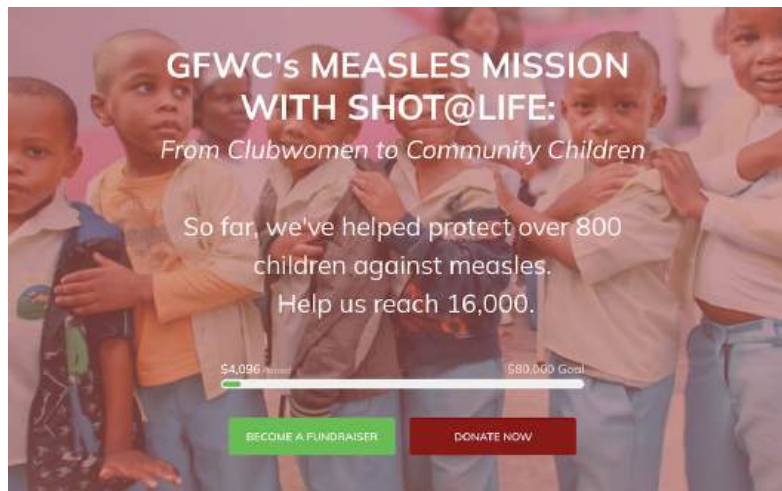 GFWC's MEASLES MISSION
WITH SHOT@LIFE:
From Clubwomen to Community Children
So far, we've helped protect over 800
children against measles.
Help us reach 16,000.
$4,096 Raised $80,000 Goal
BECOME A FUNDRAISER DONATE NOW